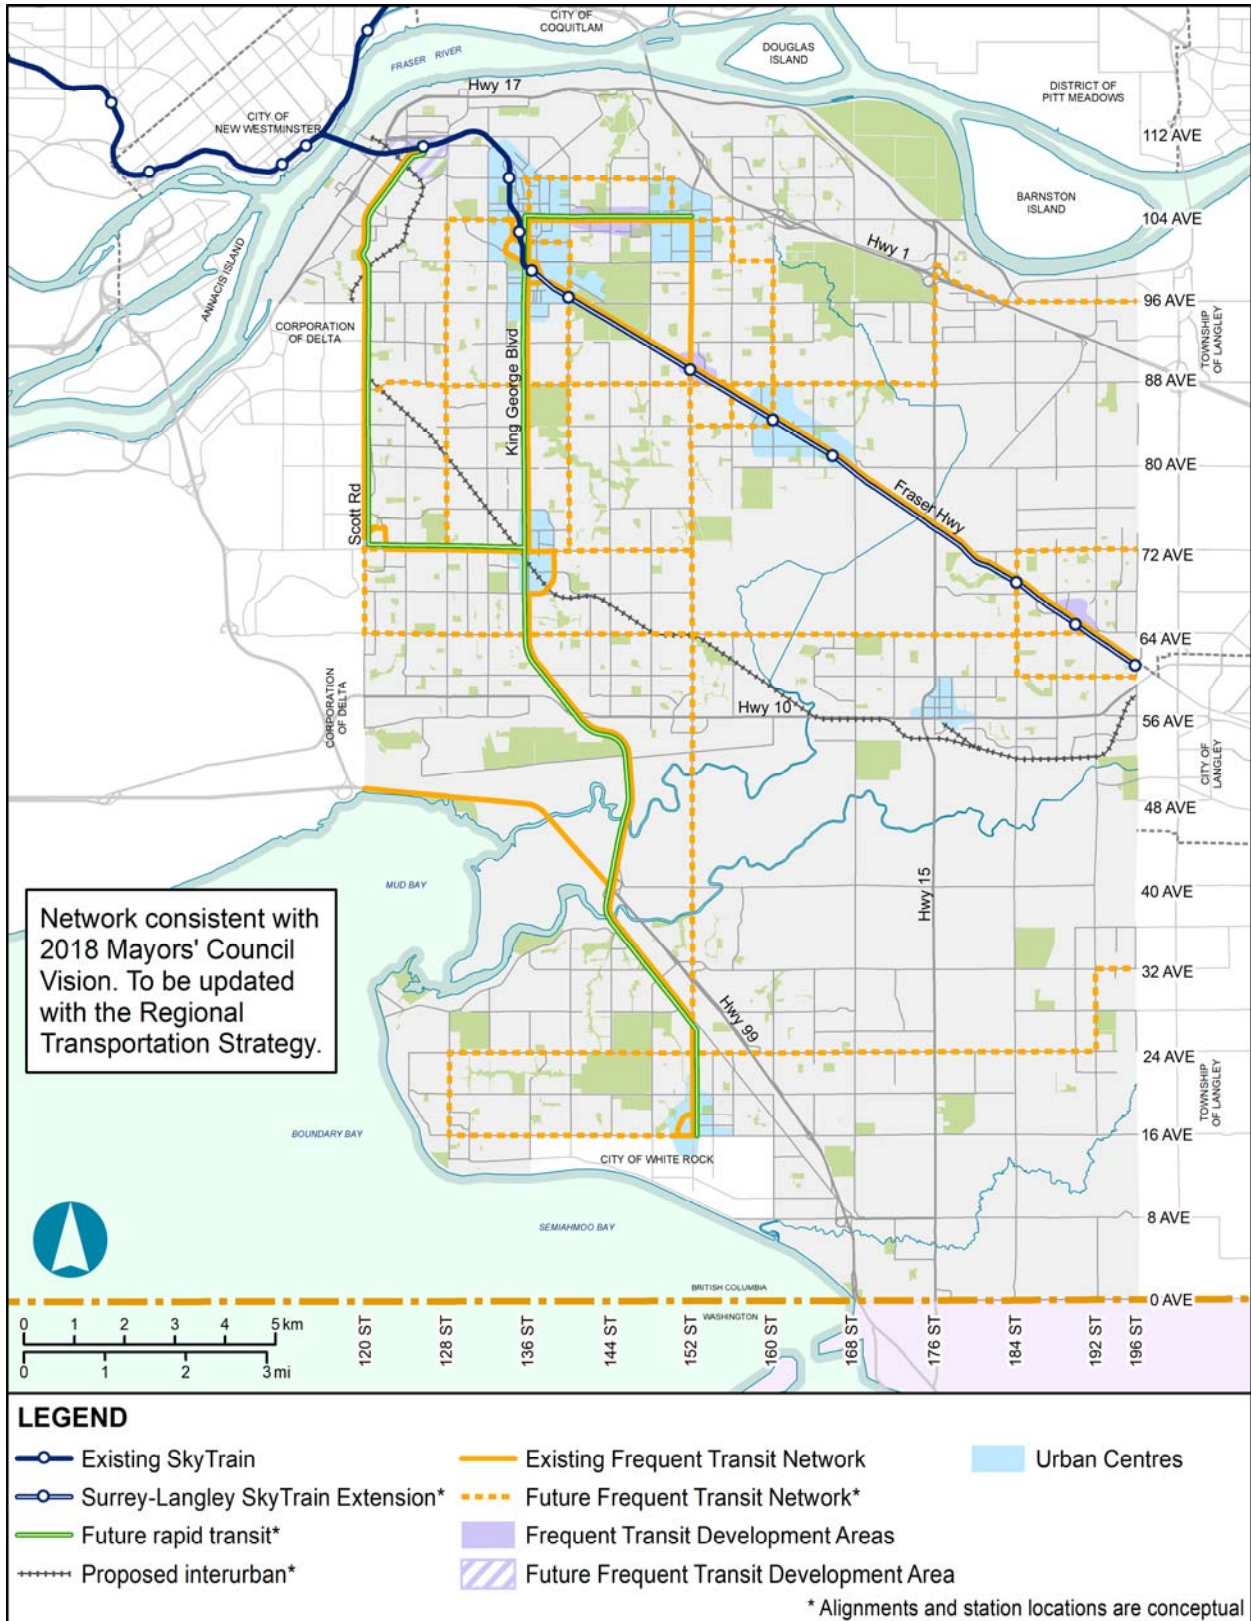 CITY OF
COQUITLAM
FRASER RIVER
DOUGLAS
ISLAND
Hwy 17
DISTRICT OF
PITT MEADOWS
CITY OF
NEW WESTMINSTER
112 AVE
BARNSTON
ISLAND
104 AVE
Hwy 1
ANNACIS ISLAND
96 AVE
CORPORATION
OF DELTA
TOWNSHIP
OF LANGLEY
88 AVE
King George Blvd
80 AVE
Fraser Hwy
Scott Rd
72 AVE
64 AVE
CORPORATION
OF DELTA
Hwy 10
56 AVE
CITY OF
LANGLEY
48 AVE
MUD BAY
40 AVE
Hwy 15
Network consistent with
2018 Mayors' Council
Vision. To be updated
with the Regional
Transportation Strategy.
32 AVE
Hwy 99
24 AVE
TOWNSHIP
OF LANGLEY
BOUNDARY BAY
16 AVE
CITY OF WHITE ROCK
SEMIAHMOO BAY
8 AVE
BRITISH COLUMBIA
0 AVE
WASHINGTON
0 1 2 3 4 5 km
0 1 2 3 mi
120 ST
128 ST
136 ST
144 ST
152 ST
160 ST
168 ST
176 ST
184 ST
192 ST
196 ST
LEGEND
Existing SkyTrain
Surrey-Langley SkyTrain Extension*
Future rapid transit*
Proposed interurban*
Existing Frequent Transit Network
Future Frequent Transit Network*
Frequent Transit Development Areas
Future Frequent Transit Development Area
Urban Centres
* Alignments and station locations are conceptual